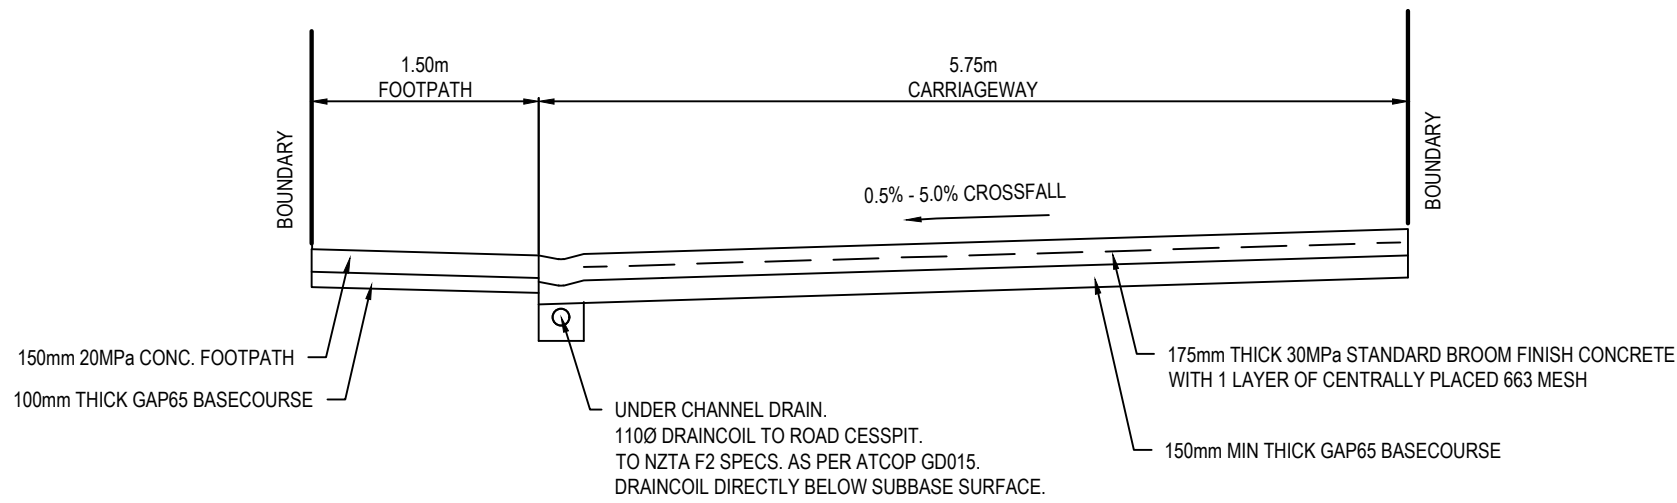 1.50m
FOOTPATH
5.75m
CARRIAGEWAY
BOUNDARY
BOUNDARY
0.5% - 5.0% CROSSFALL
150mm 20MPa CONC. FOOTPATH
100mm THICK GAP65 BASECOURSE
UNDER CHANNEL DRAIN.
110Ø DRAINCOIL TO ROAD CESSPIT.
TO NZTA F2 SPECS. AS PER ATCOP GD015.
DRAINCOIL DIRECTLY BELOW SUBBASE SURFACE.
175mm THICK 30MPa STANDARD BROOM FINISH CONCRETE
WITH 1 LAYER OF CENTRALLY PLACED 663 MESH
150mm MIN THICK GAP65 BASECOURSE